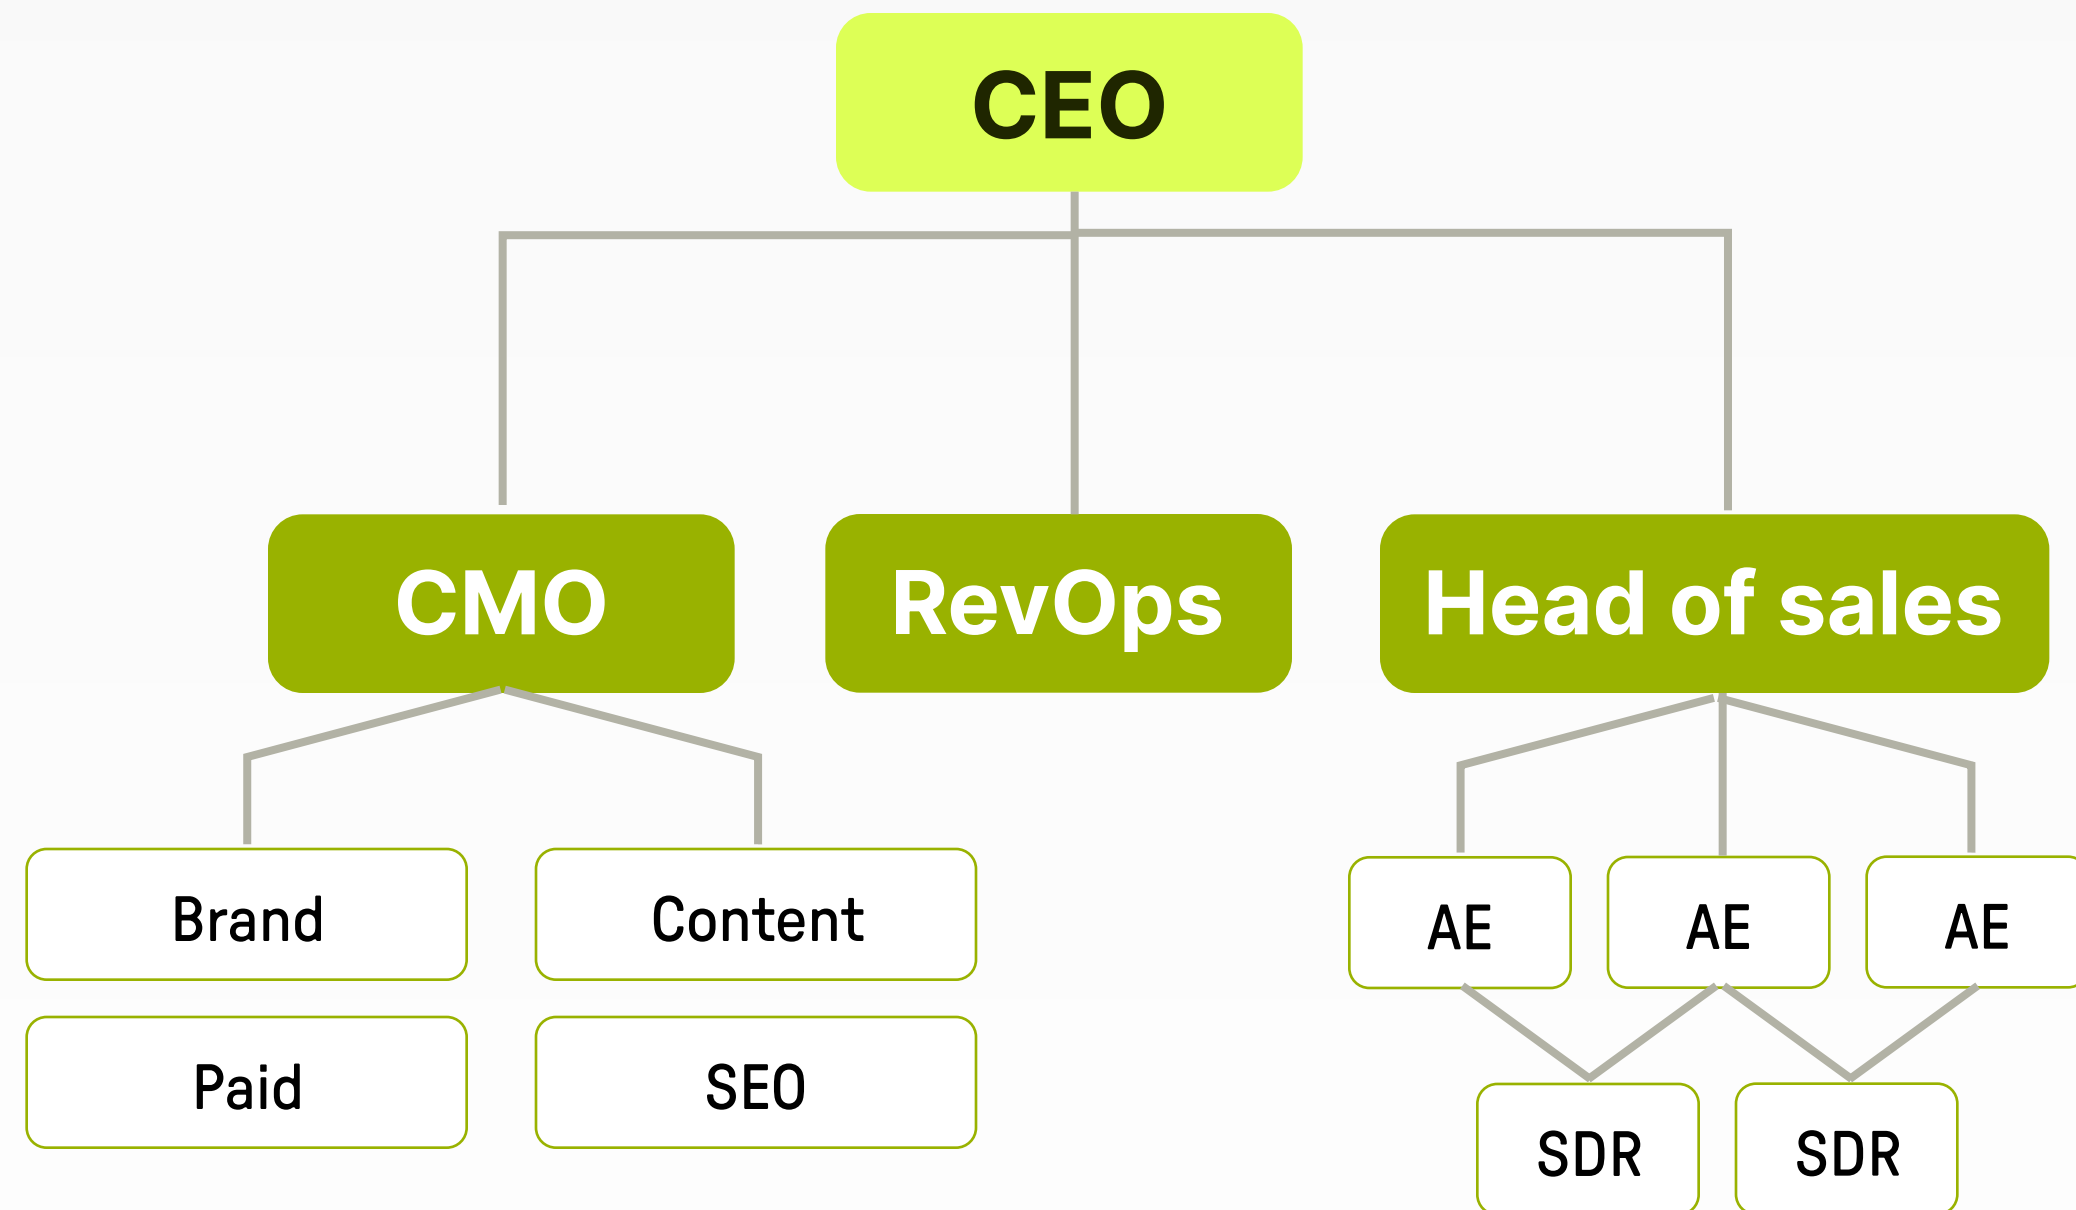 CEO
CMO
RevOps
Head of sales
Brand
Content
AE
AE
AE
Paid
SEO
SDR
SDR